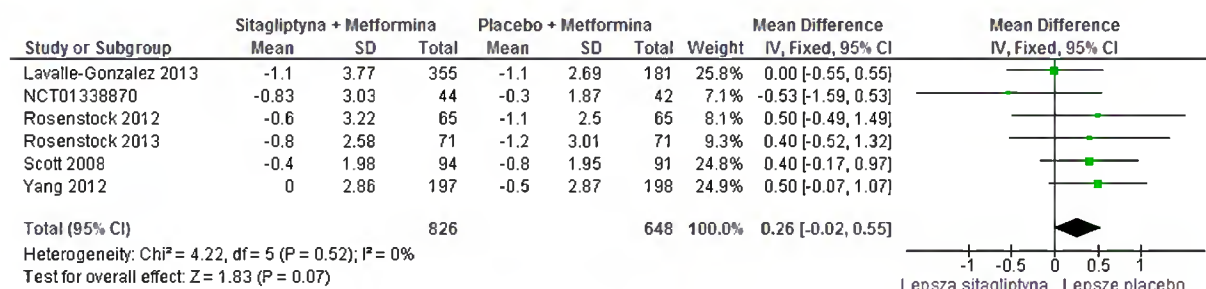 Sitagliptyna + Metformina Placebo + Metformina Mean Difference Mean Difference
Study or Subgroup Mean SD Total Mean SD Total Weight IV, Fixed, 95% CI IV, Fixed, 95% CI
Lavalle-Gonzalez 2013 -1.1 3.77 355 -1.1 2.69 181 25.8% 0.00 [-0.55, 0.55]
NCT01338870 -0.83 3.03 44 -0.3 1.87 42 7.1% -0.53 [-1.59, 0.53]
Rosenstock 2012 -0.6 3.22 65 -1.1 2.5 65 8.1% 0.50 [-0.49, 1.49]
Rosenstock 2013 -0.8 2.58 71 -1.2 3.01 71 9.3% 0.40 [-0.52, 1.32]
Scott 2008 -0.4 1.98 94 -0.8 1.95 91 24.8% 0.40 [-0.17, 0.97]
Yang 2012 0 2.86 197 -0.5 2.87 198 24.9% 0.50 [-0.07, 1.07]
Total (95% CI) 826 648 100.0% 0.26 [-0.02, 0.55]
Heterogeneity: Chi² = 4.22, df = 5 (P = 0.52); I² = 0%
Test for overall effect: Z = 1.83 (P = 0.07)
-1 -0.5 0 0.5 1
Lepsza sitagliptyna Lepsze placebo